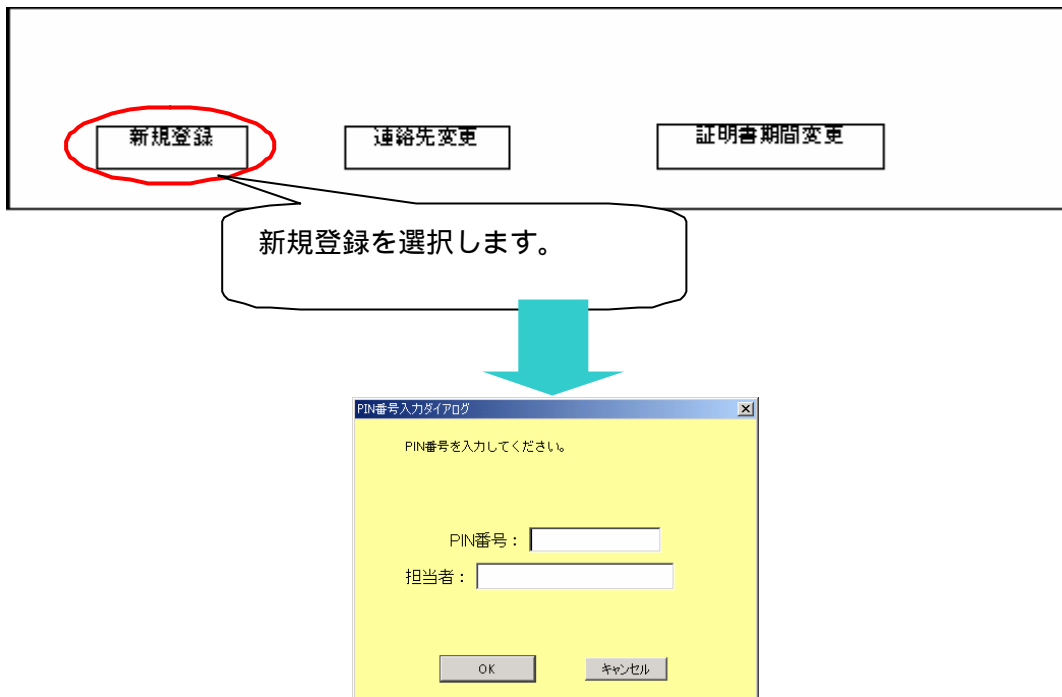 新規登録 連絡先変更 証明書期間変更
新規登録を選択します。
PIN番号入力ダイアログ
PIN番号を入力してください。
PIN番号：
担当者：
OK キャンセル